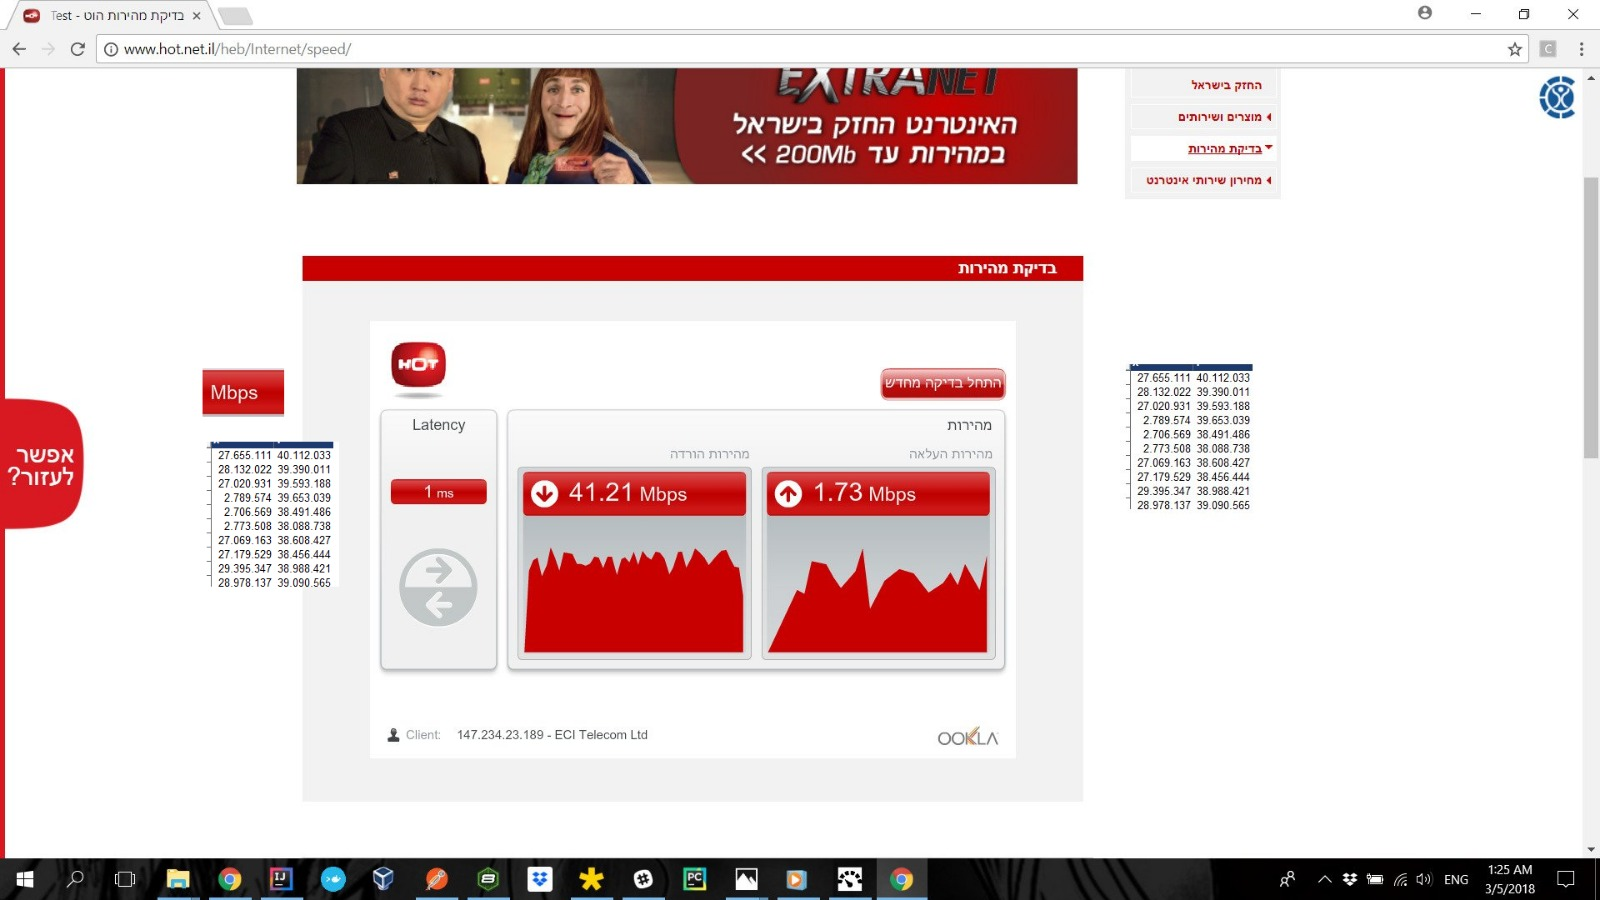 Test - בדיקת מהירות הוט
www.hot.net.il/heb/Internet/speed/
EXTRANET
האינטרנט החזק בישראל
במהירות עד 200Mb >>
החזק בישראל
מוצרים ושירותים
בדיקת מהירות
מחירון שירותי אינטרנט
בדיקת מהירות
HOT
התחל בדיקה מחדש
Latency
1 ms
מהירות
מהירות הורדה
מהירות העלאה
41.21 Mbps
1.73 Mbps
Client: 147.234.23.189 - ECI Telecom Ltd
OOKLA
Mbps
27.655.111 40.112.033
28.132.022 39.390.011
27.020.931 39.593.188
2.789.574 39.653.039
2.706.569 38.491.486
2.773.508 38.088.738
27.069.163 38.608.427
27.179.529 38.456.444
29.395.347 38.988.421
28.978.137 39.090.565
27.655.111 40.112.033
28.132.022 39.390.011
27.020.931 39.593.188
2.789.574 39.653.039
2.706.569 38.491.486
2.773.508 38.088.738
27.069.163 38.608.427
27.179.529 38.456.444
29.395.347 38.988.421
28.978.137 39.090.565
אפשר
לעזור?
ENG
1:25 AM
3/5/2018